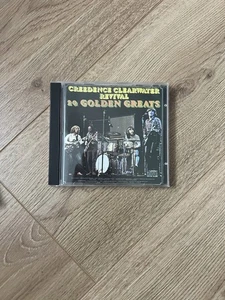 CREEDENCE CLEARWATER
REVIVAL
20 GOLDEN GREATS